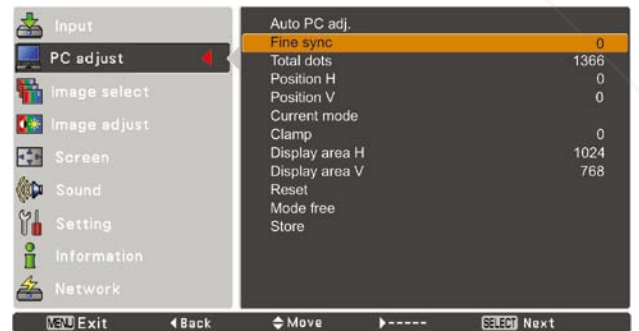 Input
PC adjust
Image select
Image adjust
Screen
Sound
Setting
Information
Network
Auto PC adj.
Fine sync 0
Total dots 1366
Position H 0
Position V 0
Current mode
Clamp 0
Display area H 1024
Display area V 768
Reset
Mode free
Store
MENU Exit ◀Back Move ▶----- SELECT Next